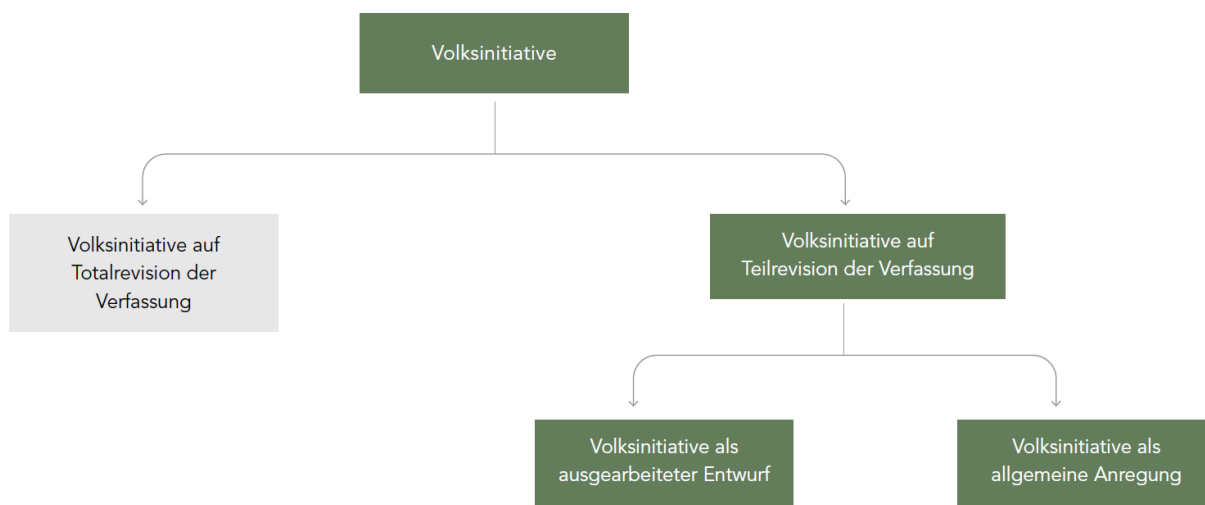 Volksinitiative
Volksinitiative auf
Totalrevision der
Verfassung
Volksinitiative auf
Teilrevision der Verfassung
Volksinitiative als
ausgearbeiteter Entwurf
Volksinitiative als
allgemeine Anregung